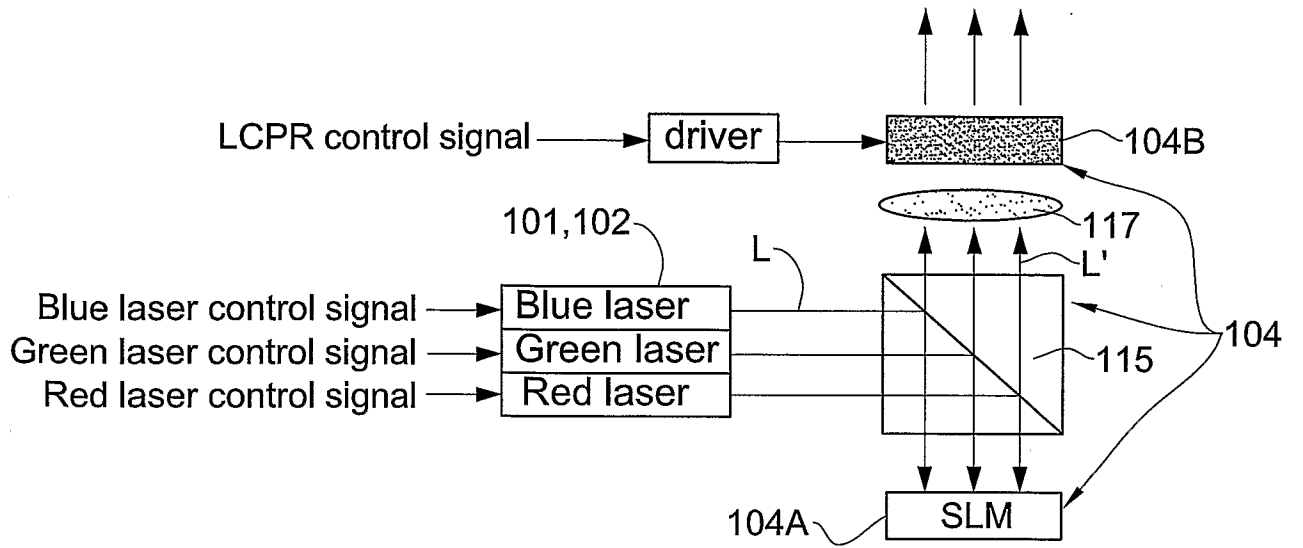 LCPR control signal
driver
104B
117
101,102
L
L'
Blue laser control signal
Blue laser
Green laser control signal
Green laser
104
115
Red laser control signal
Red laser
104A
SLM